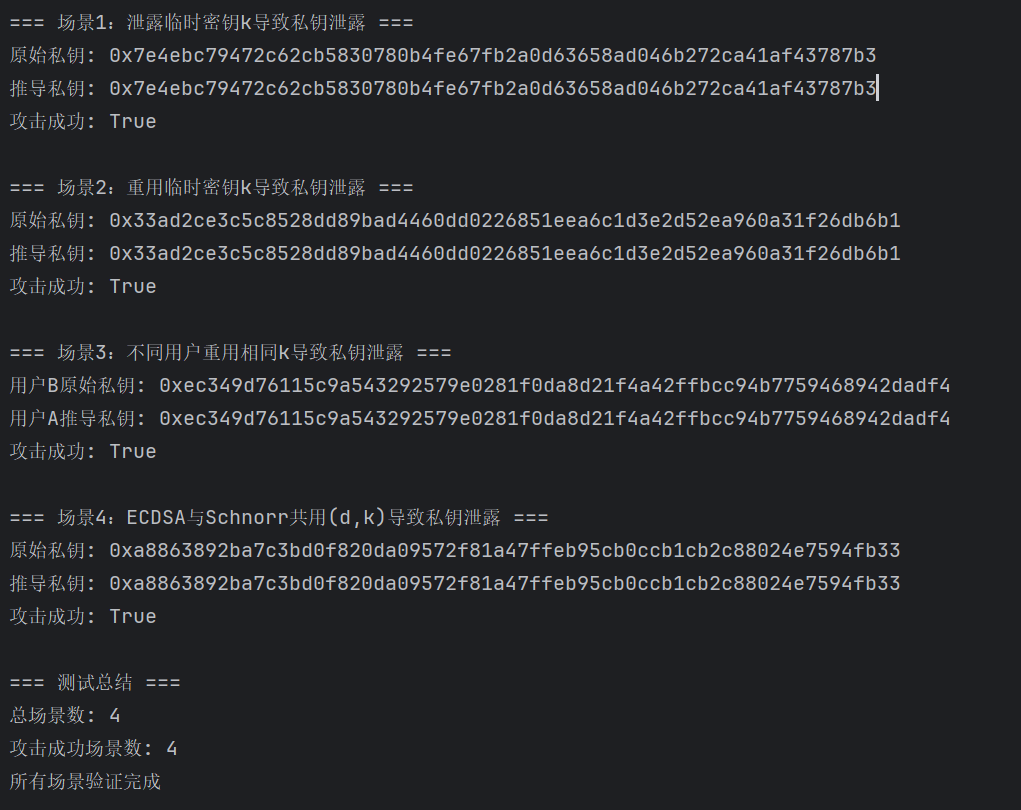 === 场景1：泄露临时密钥k导致私钥泄露 ===
原始私钥: 0x7e4ebc79472c62cb5830780b4fe67fb2a0d63658ad046b272ca41af43787b3
推导私钥: 0x7e4ebc79472c62cb5830780b4fe67fb2a0d63658ad046b272ca41af43787b3
攻击成功: True
=== 场景2：重用临时密钥k导致私钥泄露 ===
原始私钥: 0x33ad2ce3c5c8528dd89bad4460dd0226851eea6c1d3e2d52ea960a31f26db6b1
推导私钥: 0x33ad2ce3c5c8528dd89bad4460dd0226851eea6c1d3e2d52ea960a31f26db6b1
攻击成功: True
=== 场景3：不同用户重用相同k导致私钥泄露 ===
用户B原始私钥: 0xec349d76115c9a543292579e0281f0da8d21f4a42ffbcc94b7759468942dadf4
用户A推导私钥: 0xec349d76115c9a543292579e0281f0da8d21f4a42ffbcc94b7759468942dadf4
攻击成功: True
=== 场景4：ECDSA与Schnorr共用(d,k)导致私钥泄露 ===
原始私钥: 0xa8863892ba7c3bd0f820da09572f81a47ffeb95cb0ccb1cb2c88024e7594fb33
推导私钥: 0xa8863892ba7c3bd0f820da09572f81a47ffeb95cb0ccb1cb2c88024e7594fb33
攻击成功: True
=== 测试总结 ===
总场景数: 4
攻击成功场景数: 4
所有场景验证完成